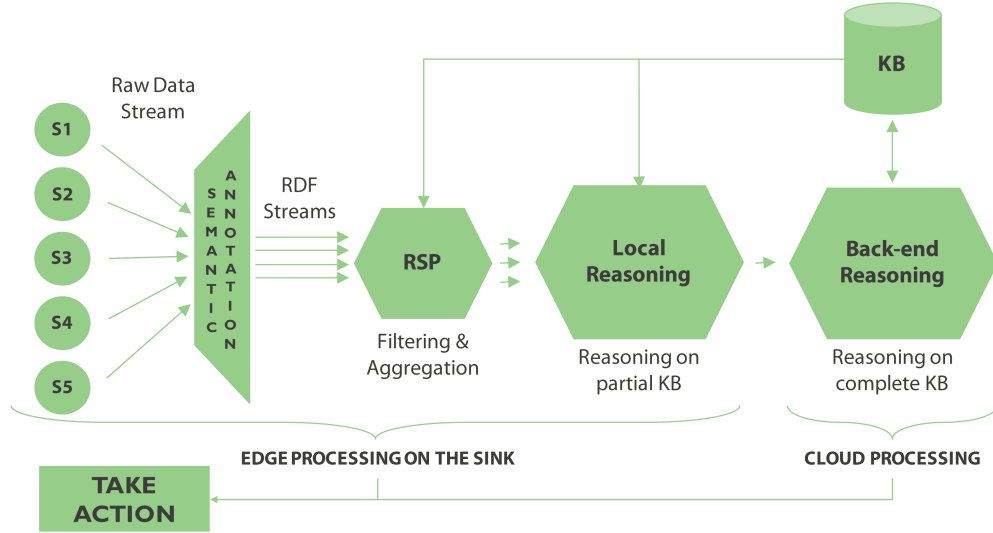 KB
Raw Data
Stream
S1
S2
S3
S4
S5
SEMANTIC
ANNOTATION
RDF
Streams
RSP
Filtering &
Aggregation
Local
Reasoning
Reasoning on
partial KB
Back-end
Reasoning
Reasoning on
complete KB
EDGE PROCESSING ON THE SINK
CLOUD PROCESSING
TAKE
ACTION